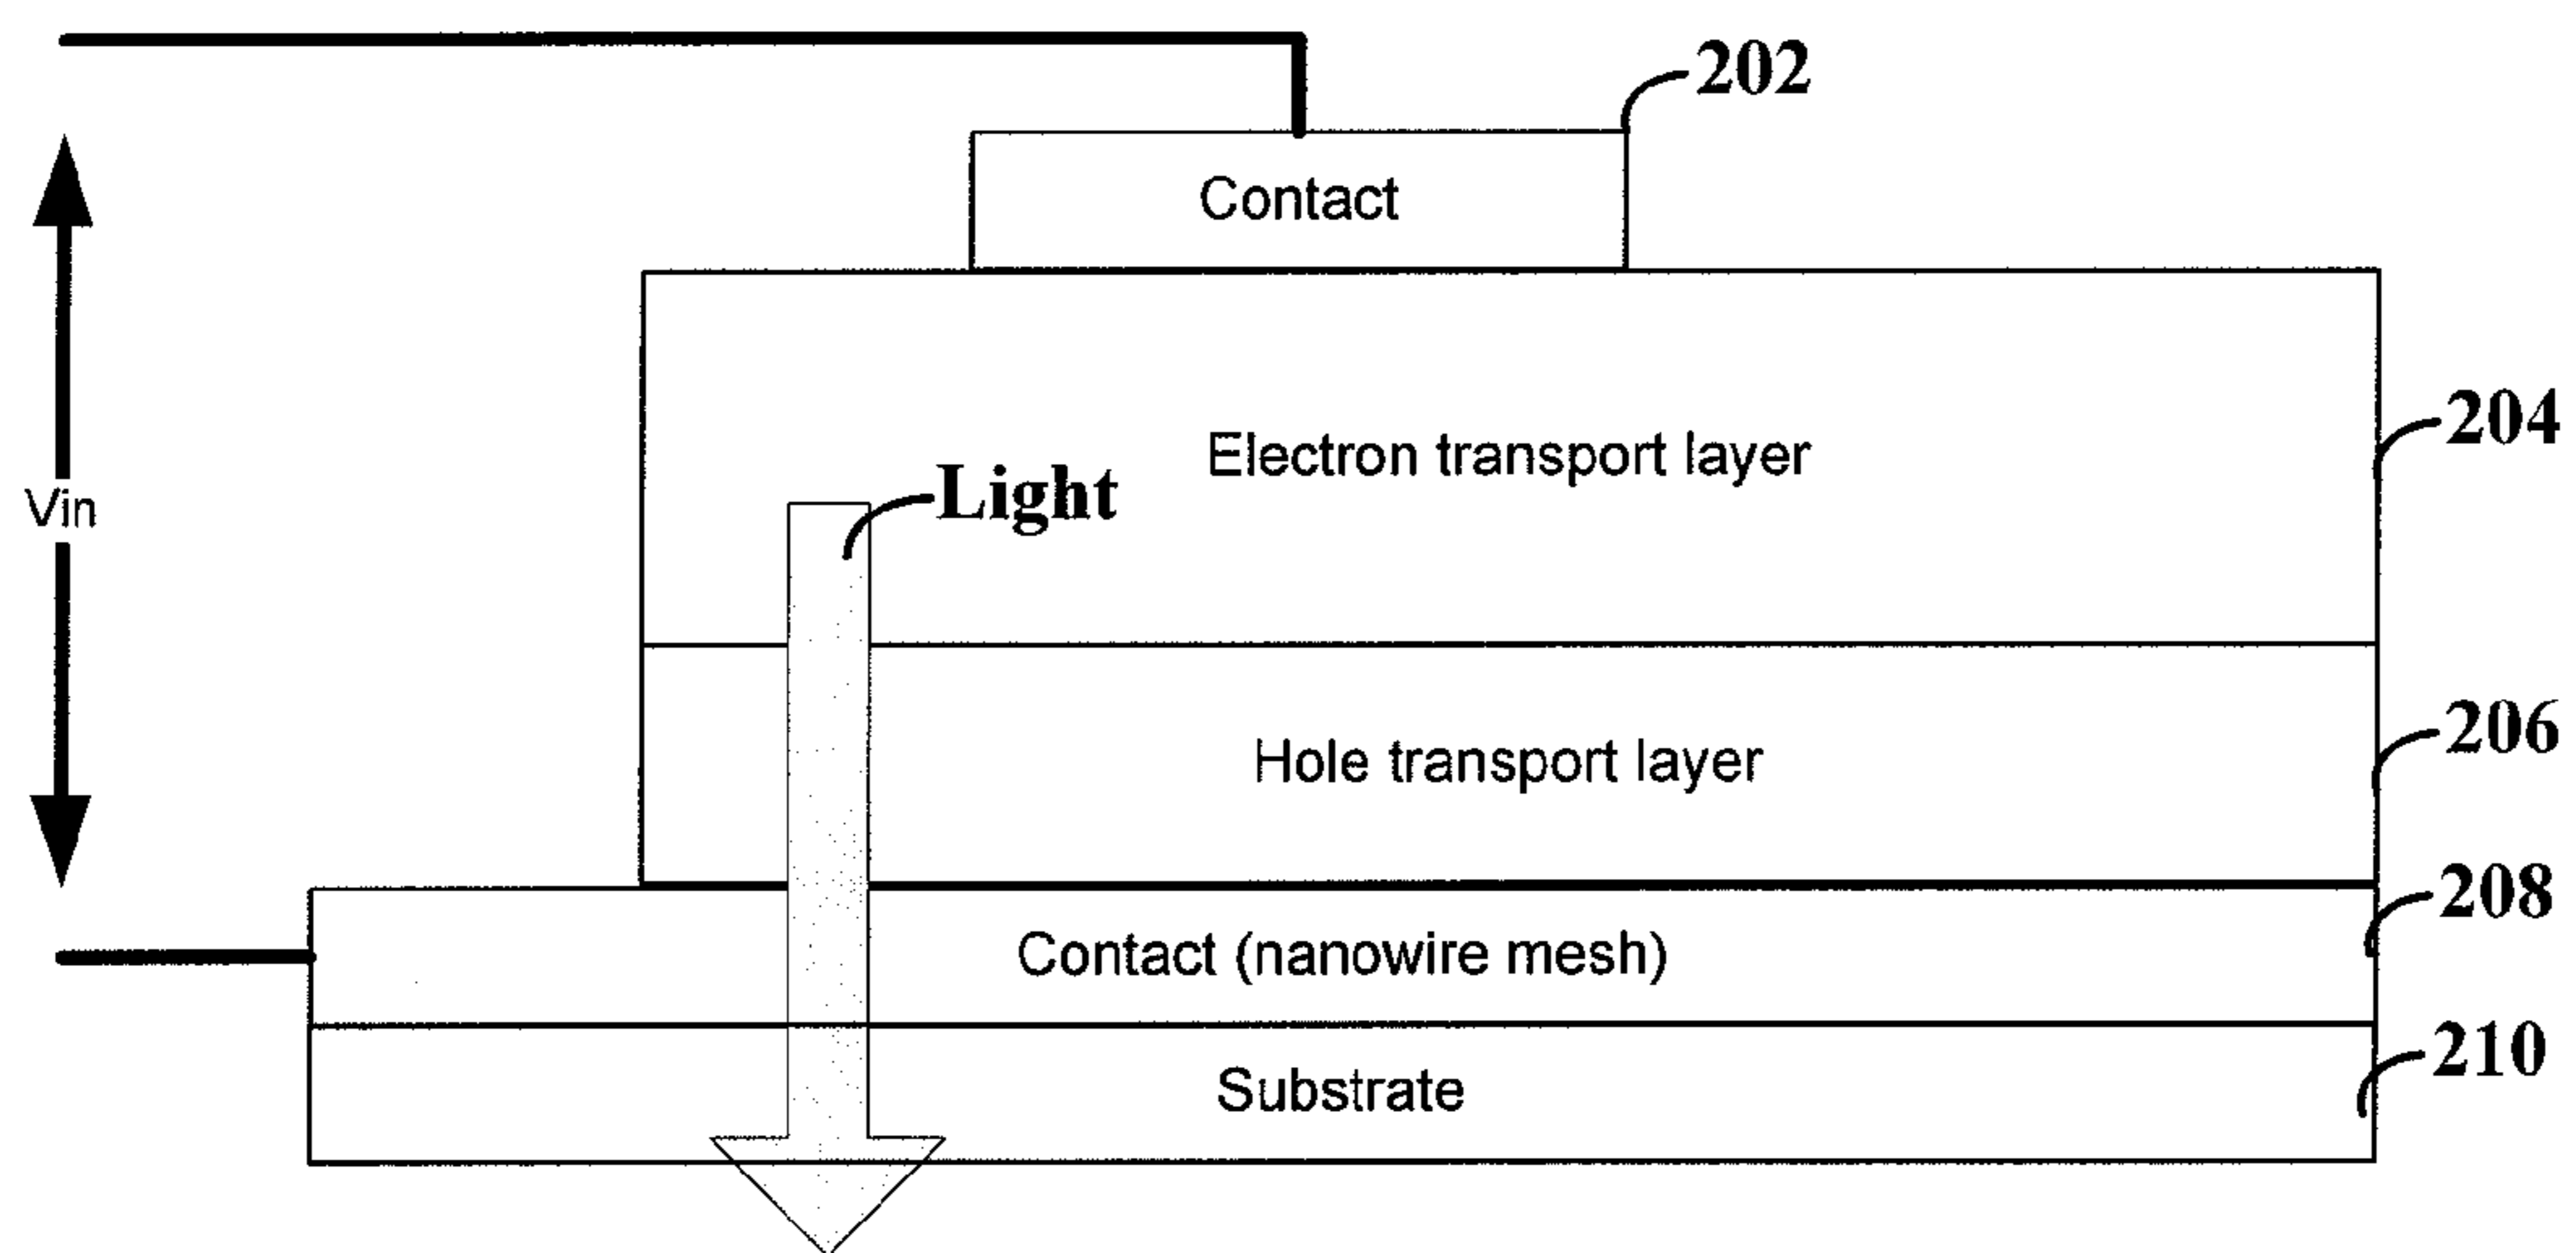 202
Contact
204
Electron transport layer
Light
Vin
206
Hole transport layer
208
Contact (nanowire mesh)
210
Substrate